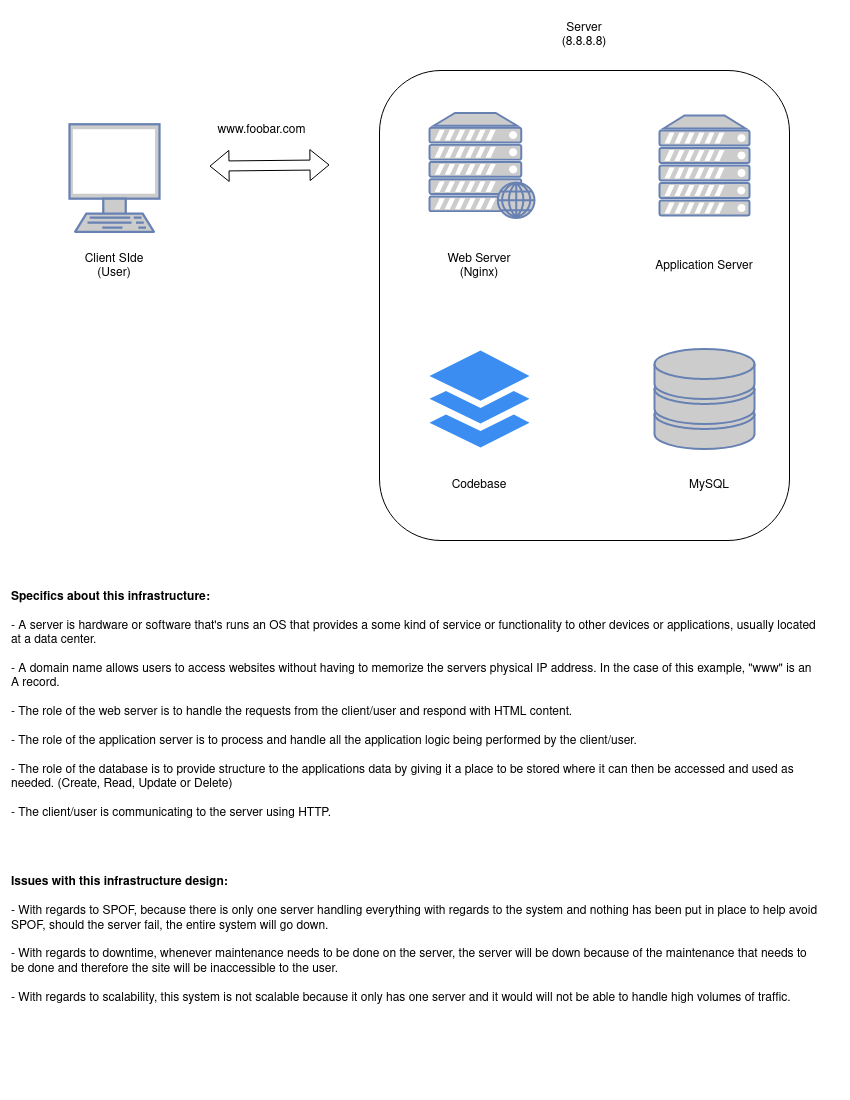 Server
(8.8.8.8)
www.foobar.com
Client SIde
(User)
Web Server
(Nginx)
Application Server
Codebase
MySQL
Specifics about this infrastructure:
- A server is hardware or software that's runs an OS that provides a some kind of service or functionality to other devices or applications, usually located
at a data center.
- A domain name allows users to access websites without having to memorize the servers physical IP address. In the case of this example, "www" is an
A record.
- The role of the web server is to handle the requests from the client/user and respond with HTML content.
- The role of the application server is to process and handle all the application logic being performed by the client/user.
- The role of the database is to provide structure to the applications data by giving it a place to be stored where it can then be accessed and used as
needed. (Create, Read, Update or Delete)
- The client/user is communicating to the server using HTTP.
Issues with this infrastructure design:
- With regards to SPOF, because there is only one server handling everything with regards to the system and nothing has been put in place to help avoid
SPOF, should the server fail, the entire system will go down.
- With regards to downtime, whenever maintenance needs to be done on the server, the server will be down because of the maintenance that needs to
be done and therefore the site will be inaccessible to the user.
- With regards to scalability, this system is not scalable because it only has one server and it would will not be able to handle high volumes of traffic.